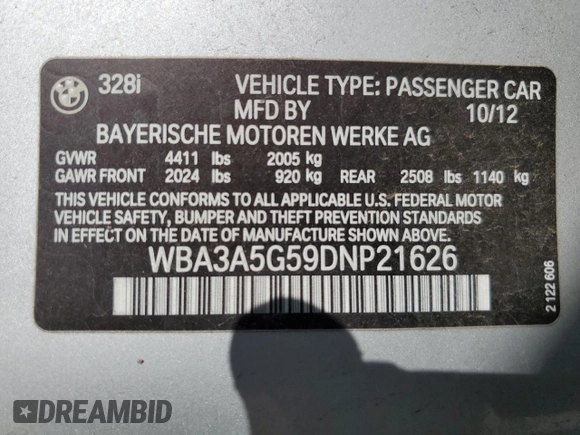 328i VEHICLE TYPE: PASSENGER CAR
MFD BY 10/12
BAYERISCHE MOTOREN WERKE AG
GVWR 4411 lbs 2005 kg
GAWR FRONT 2024 lbs 920 kg REAR 2508 lbs 1140 kg
THIS VEHICLE CONFORMS TO ALL APPLICABLE U.S. FEDERAL MOTOR
VEHICLE SAFETY, BUMPER AND THEFT PREVENTION STANDARDS
IN EFFECT ON THE DATE OF MANUFACTURE SHOWN ABOVE.
WBA3A5G59DNP21626
2 122 606
DREAMBID